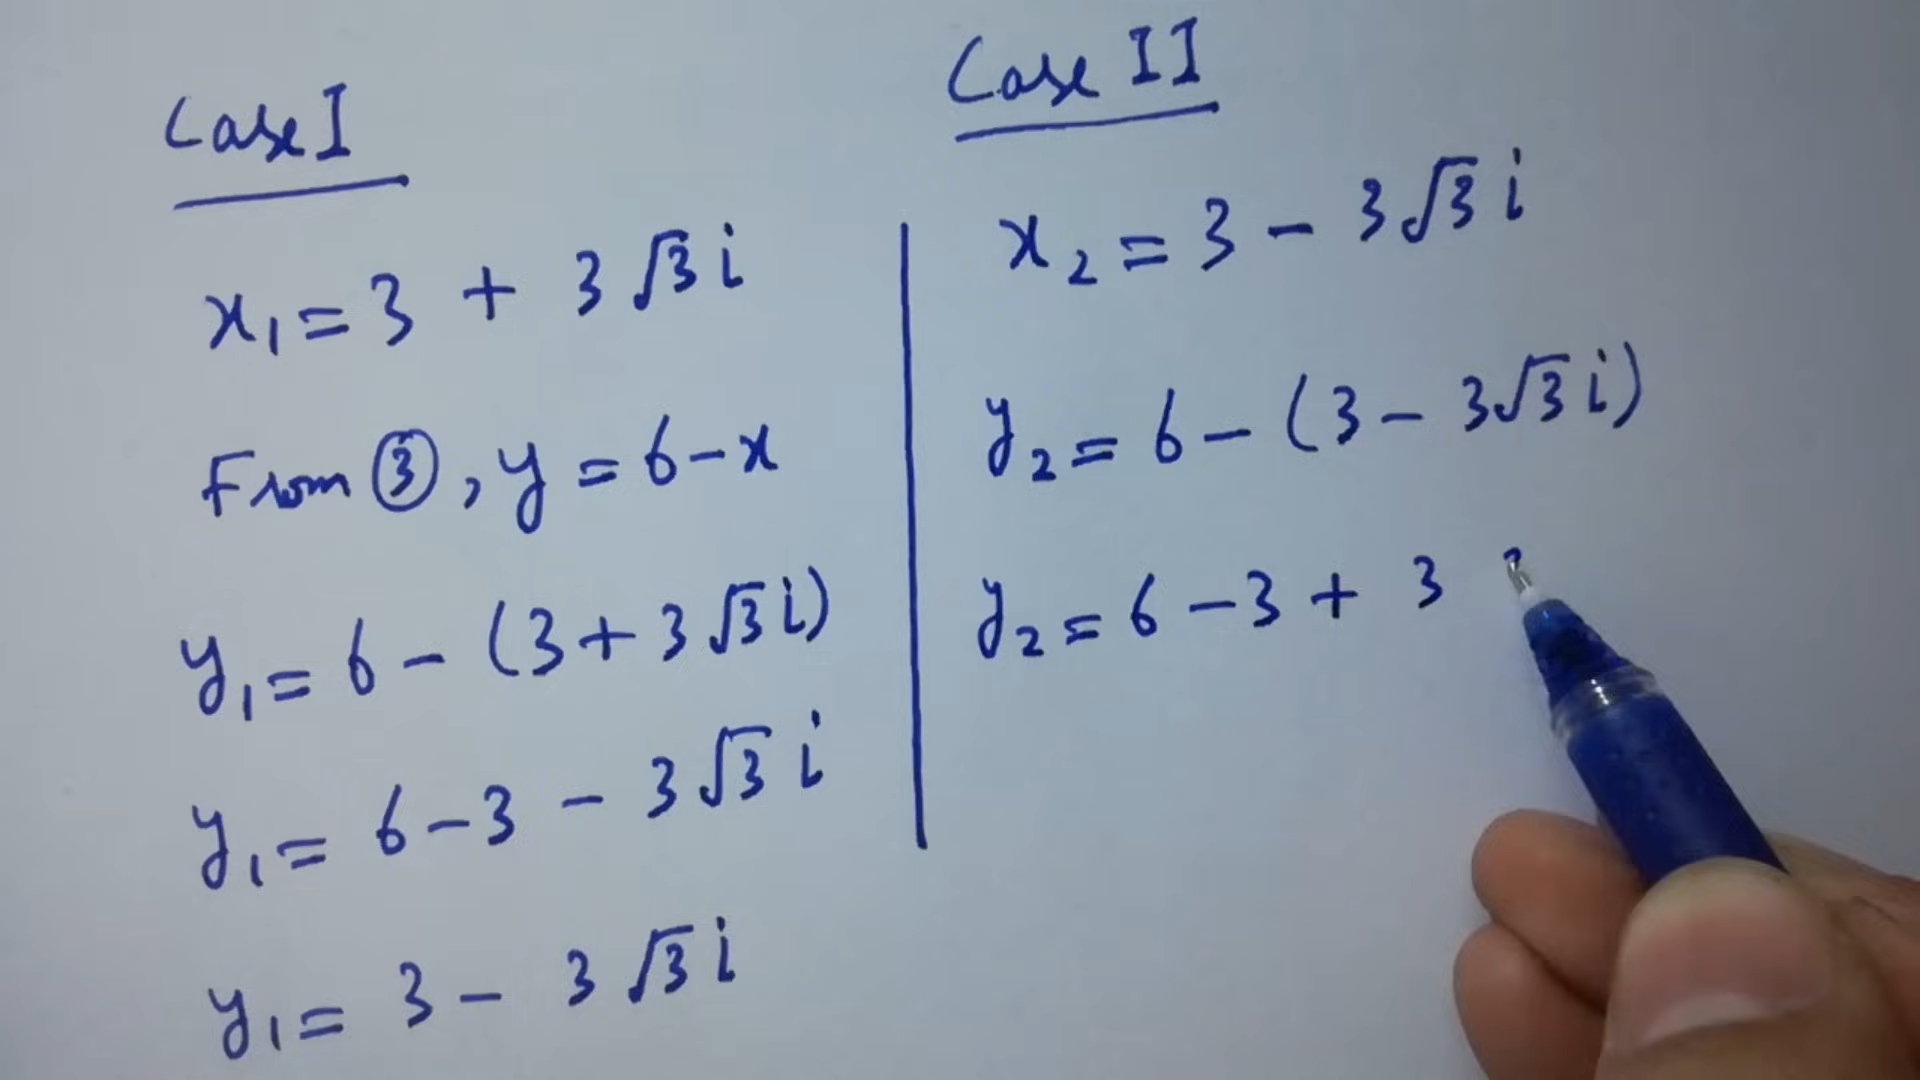 Case I
x₁ = 3 + 3√3 i
From ③, y = 6 - x
y₁ = 6 - (3 + 3√3 i)
y₁ = 6 - 3 - 3√3 i
y₁ = 3 - 3√3 i
Case II
x₂ = 3 - 3√3 i
y₂ = 6 - (3 - 3√3 i)
y₂ = 6 - 3 + 3